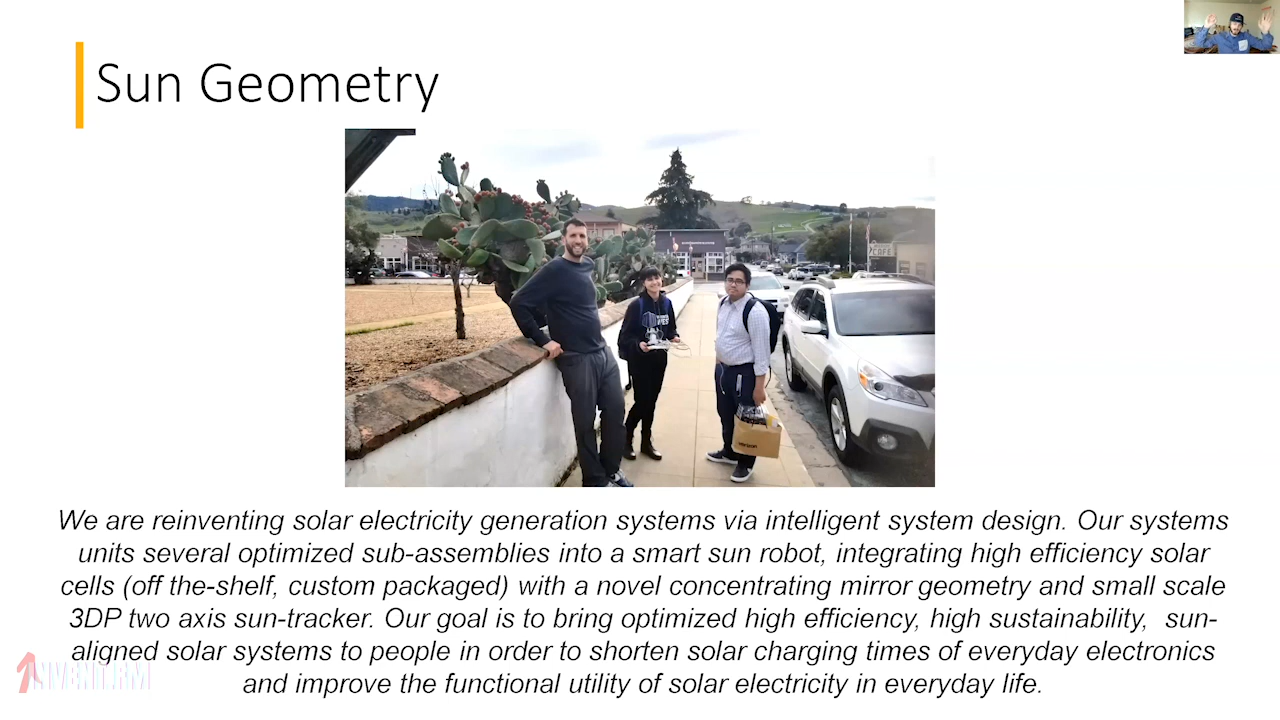 Sun Geometry
CAFE
We are reinventing solar electricity generation systems via intelligent system design. Our systems
units several optimized sub-assemblies into a smart sun robot, integrating high efficiency solar
cells (off the-shelf, custom packaged) with a novel concentrating mirror geometry and small scale
3DP two axis sun-tracker. Our goal is to bring optimized high efficiency, high sustainability,  sun-
aligned solar systems to people in order to shorten solar charging times of everyday electronics
and improve the functional utility of solar electricity in everyday life.